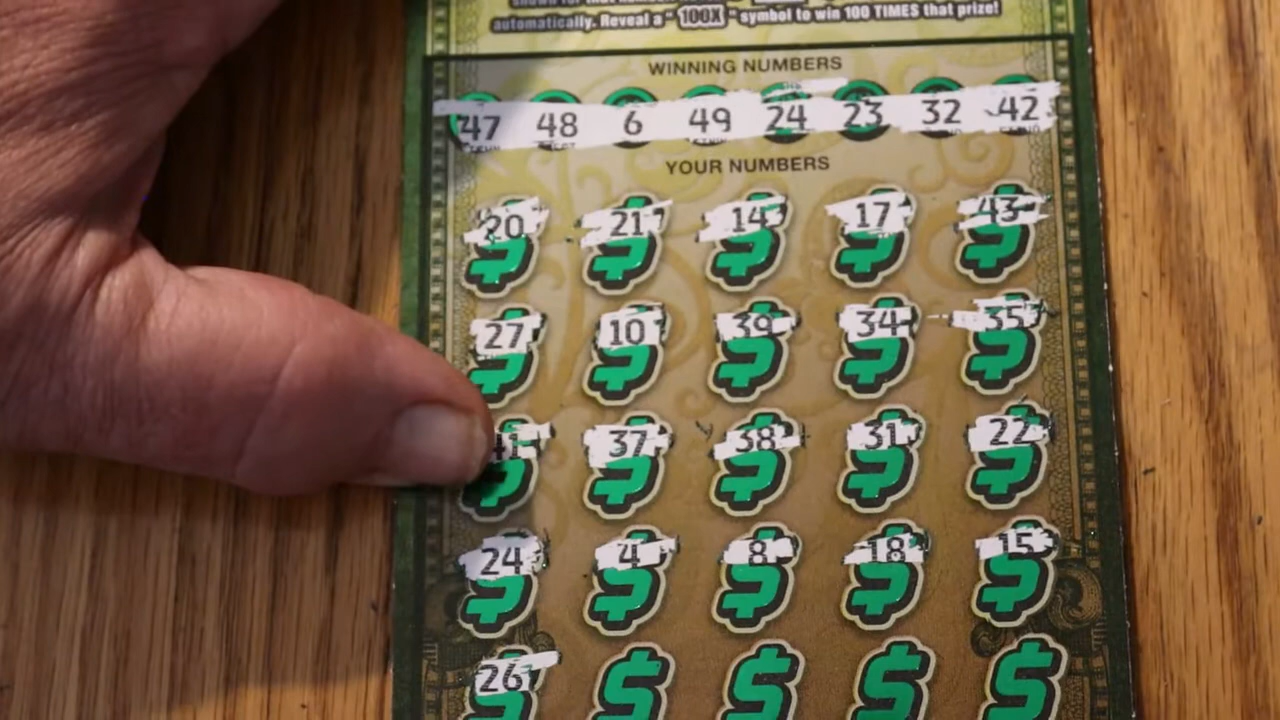 automatically. Reveal a "100X" symbol to win 100 TIMES that prize!
WINNING NUMBERS
47 48 6 49 24 23 32 42
YOUR NUMBERS
20 21 14 17 43
27 10 39 34 35
41 37 38 31 22
24 4 8 18 15
26